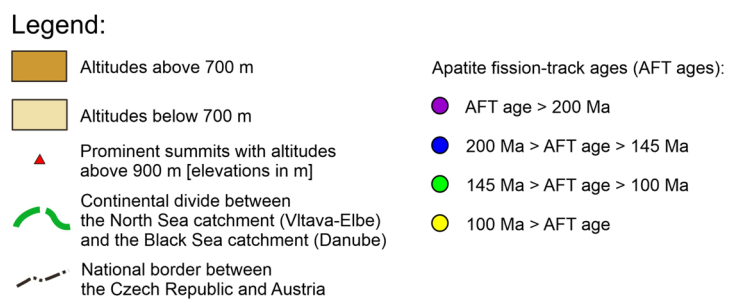 Legend:
Altitudes above 700 m
Altitudes below 700 m
Prominent summits with altitudes
above 900 m [elevations in m]
Continental divide between
the North Sea catchment (Vltava-Elbe)
and the Black Sea catchment (Danube)
National border between
the Czech Republic and Austria
Apatite fission-track ages (AFT ages):
AFT age > 200 Ma
200 Ma > AFT age > 145 Ma
145 Ma > AFT age > 100 Ma
100 Ma > AFT age